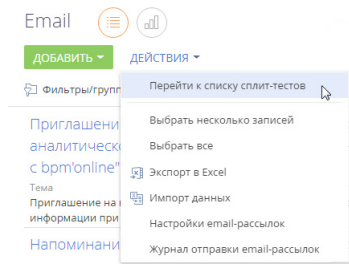 Email
ДОБАВИТЬ ДЕЙСТВИЯ
Фильтры/групп
Перейти к списку сплит-тестов
Выбрать несколько записей
Выбрать все
Экспорт в Excel
Импорт данных
Настройки email-рассылок
Журнал отправки email-рассылок
Приглашени
аналитическо
с bpm'online"
Тема
Приглашение на
информации при
Напоминани